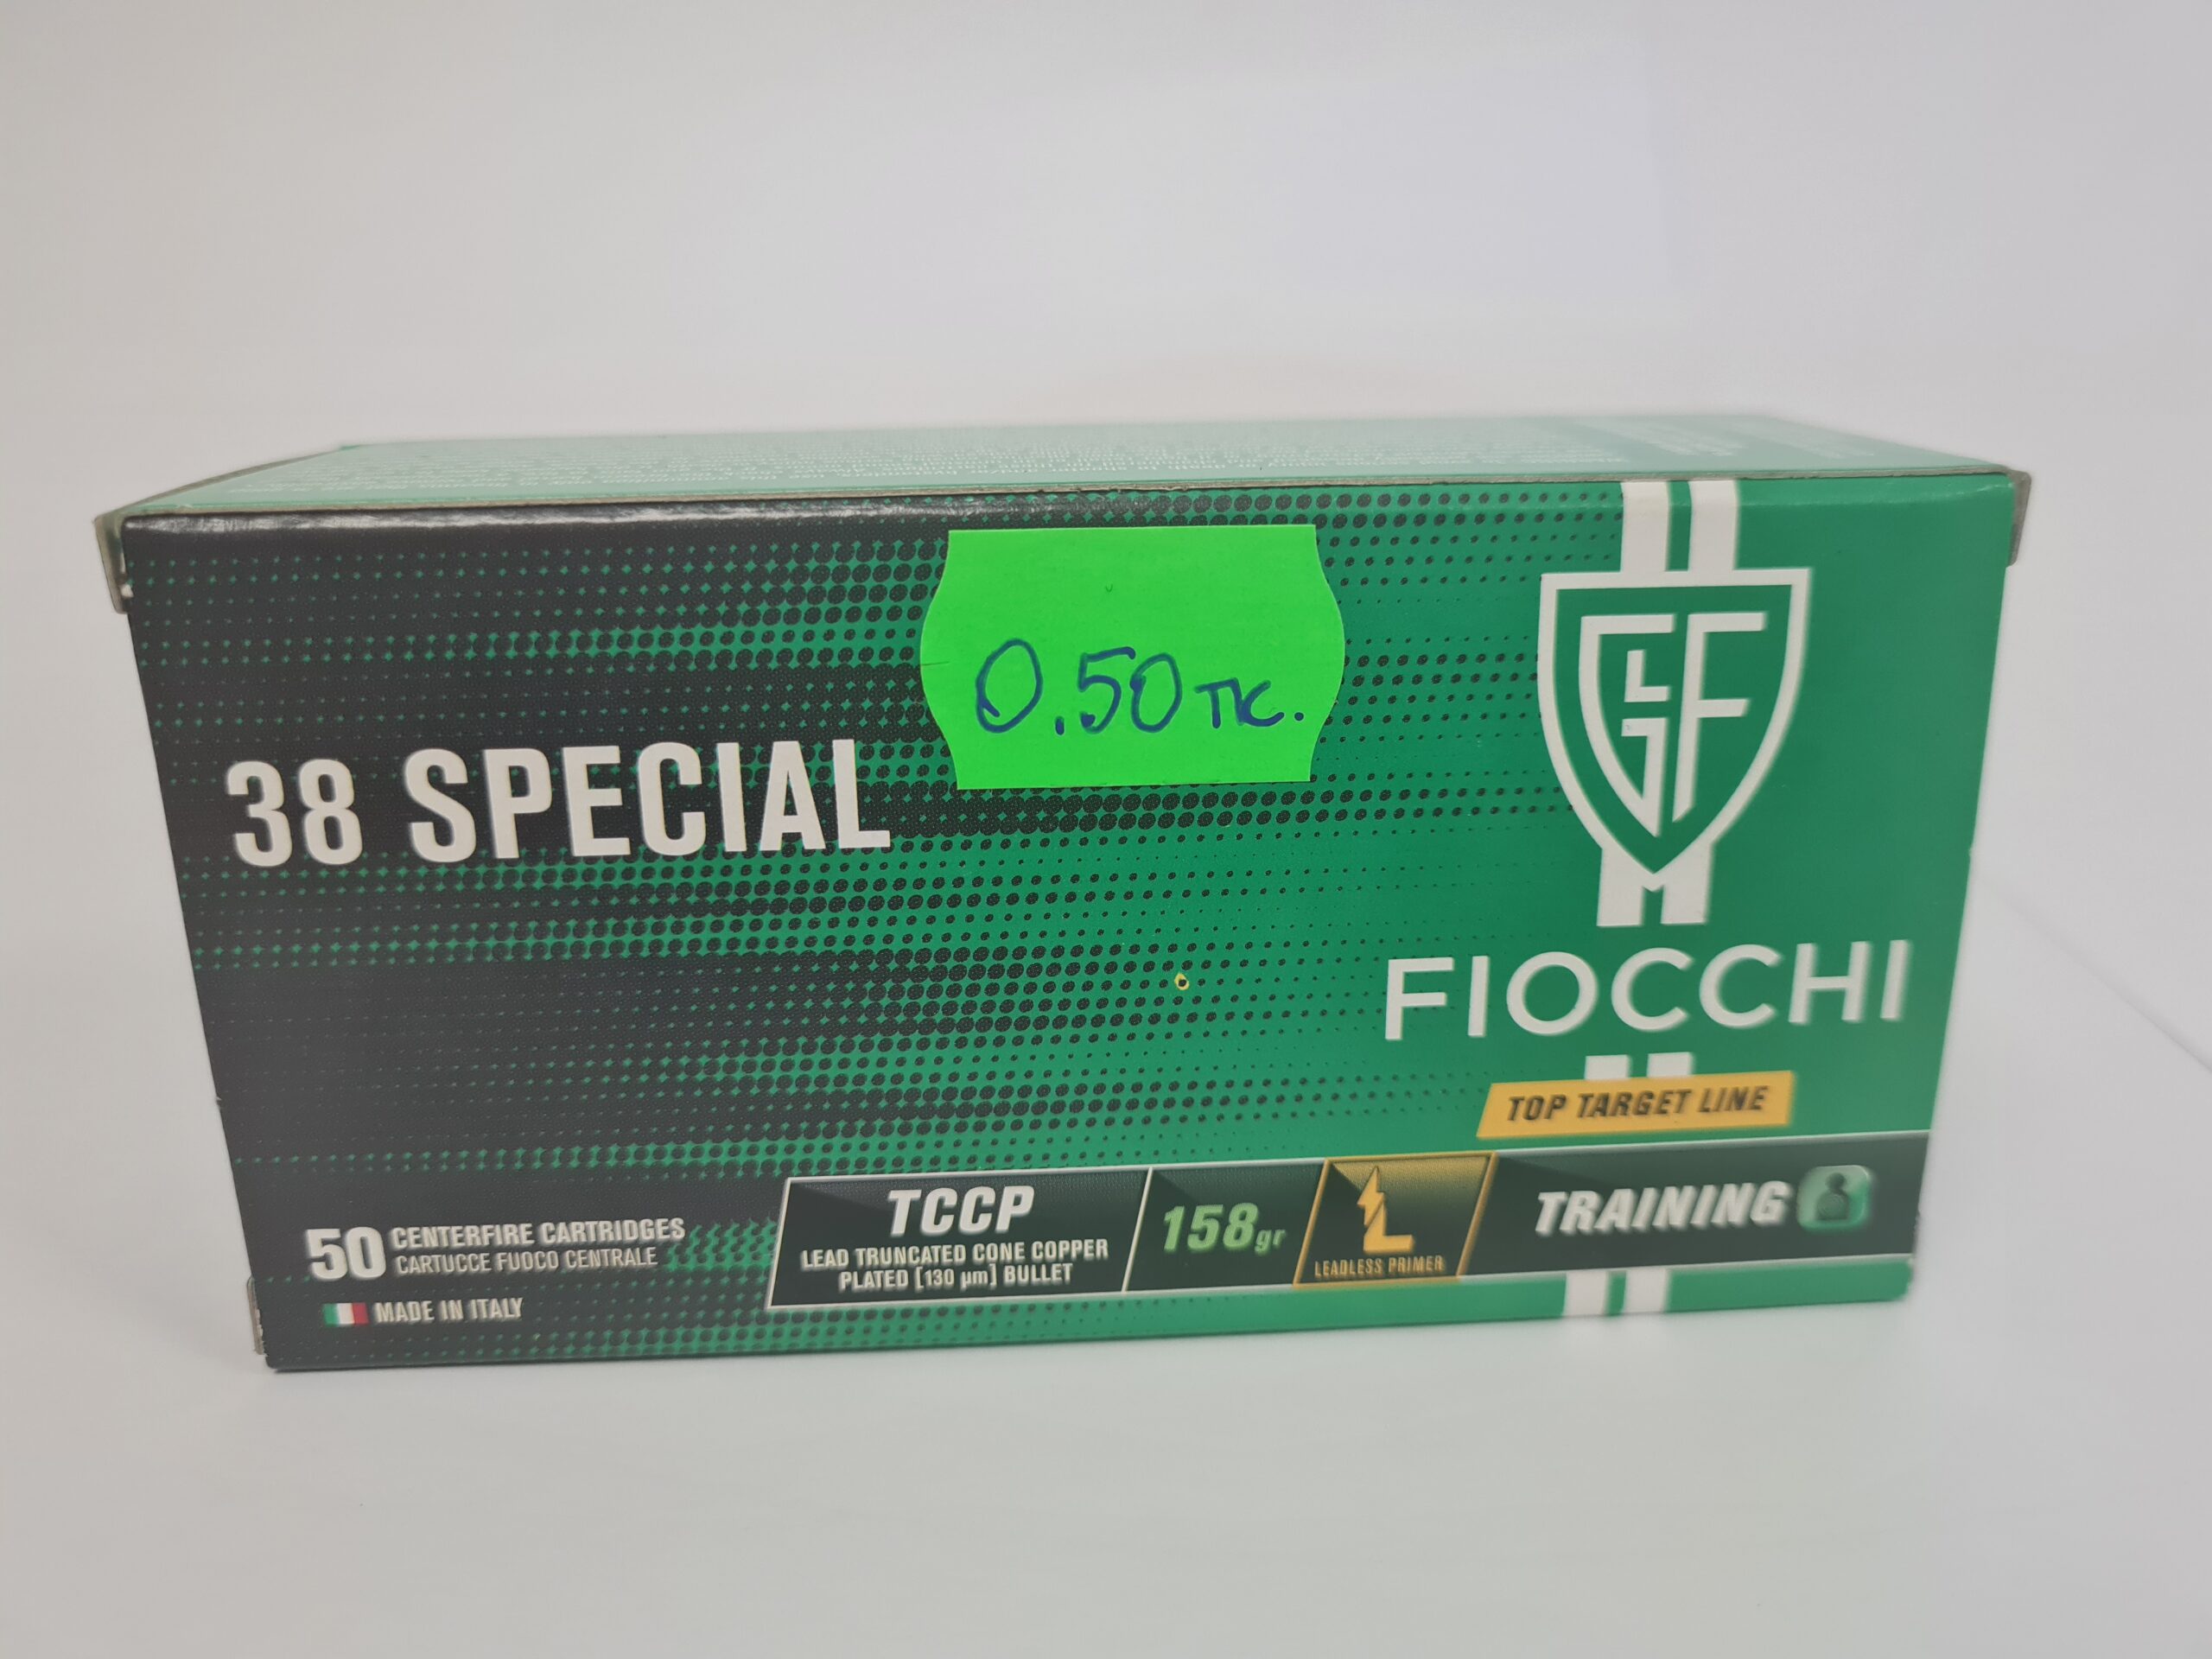 0.50 тк.
38 SPECIAL
GFL
FIOCCHI
TOP TARGET LINE
50 CENTERFIRE CARTRIDGES
CARTUCCE FUOCO CENTRALE
MADE IN ITALY
TCCP
LEAD TRUNCATED CONE COPPER
PLATED [130 µm] BULLET
158gr
LEADLESS PRIMER
TRAINING